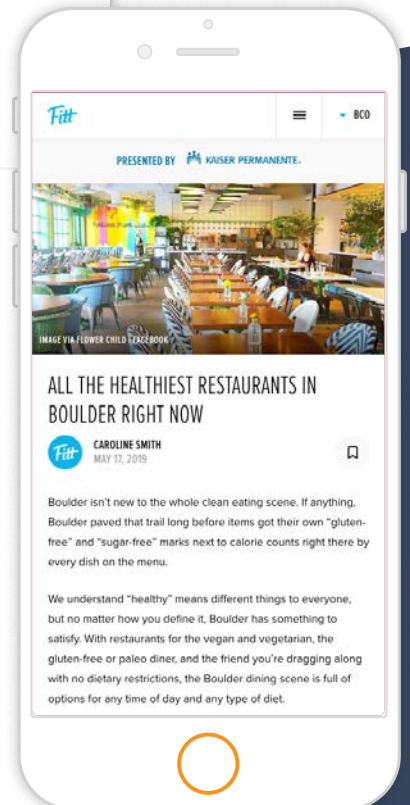 Fitt
BCO
PRESENTED BY KAISER PERMANENTE®
IMAGE VIA FLOWER CHILD | FACEBOOK
ALL THE HEALTHIEST RESTAURANTS IN
BOULDER RIGHT NOW
Fitt
CAROLINE SMITH
MAY 17, 2019
Boulder isn't new to the whole clean eating scene. If anything,
Boulder paved that trail long before items got their own "gluten-
free" and "sugar-free" marks next to calorie counts right there by
every dish on the menu.
We understand "healthy" means different things to everyone,
but no matter how you define it, Boulder has something to
satisfy. With restaurants for the vegan and vegetarian, the
gluten-free or paleo diner, and the friend you're dragging along
with no dietary restrictions, the Boulder dining scene is full of
options for any time of day and any type of diet.